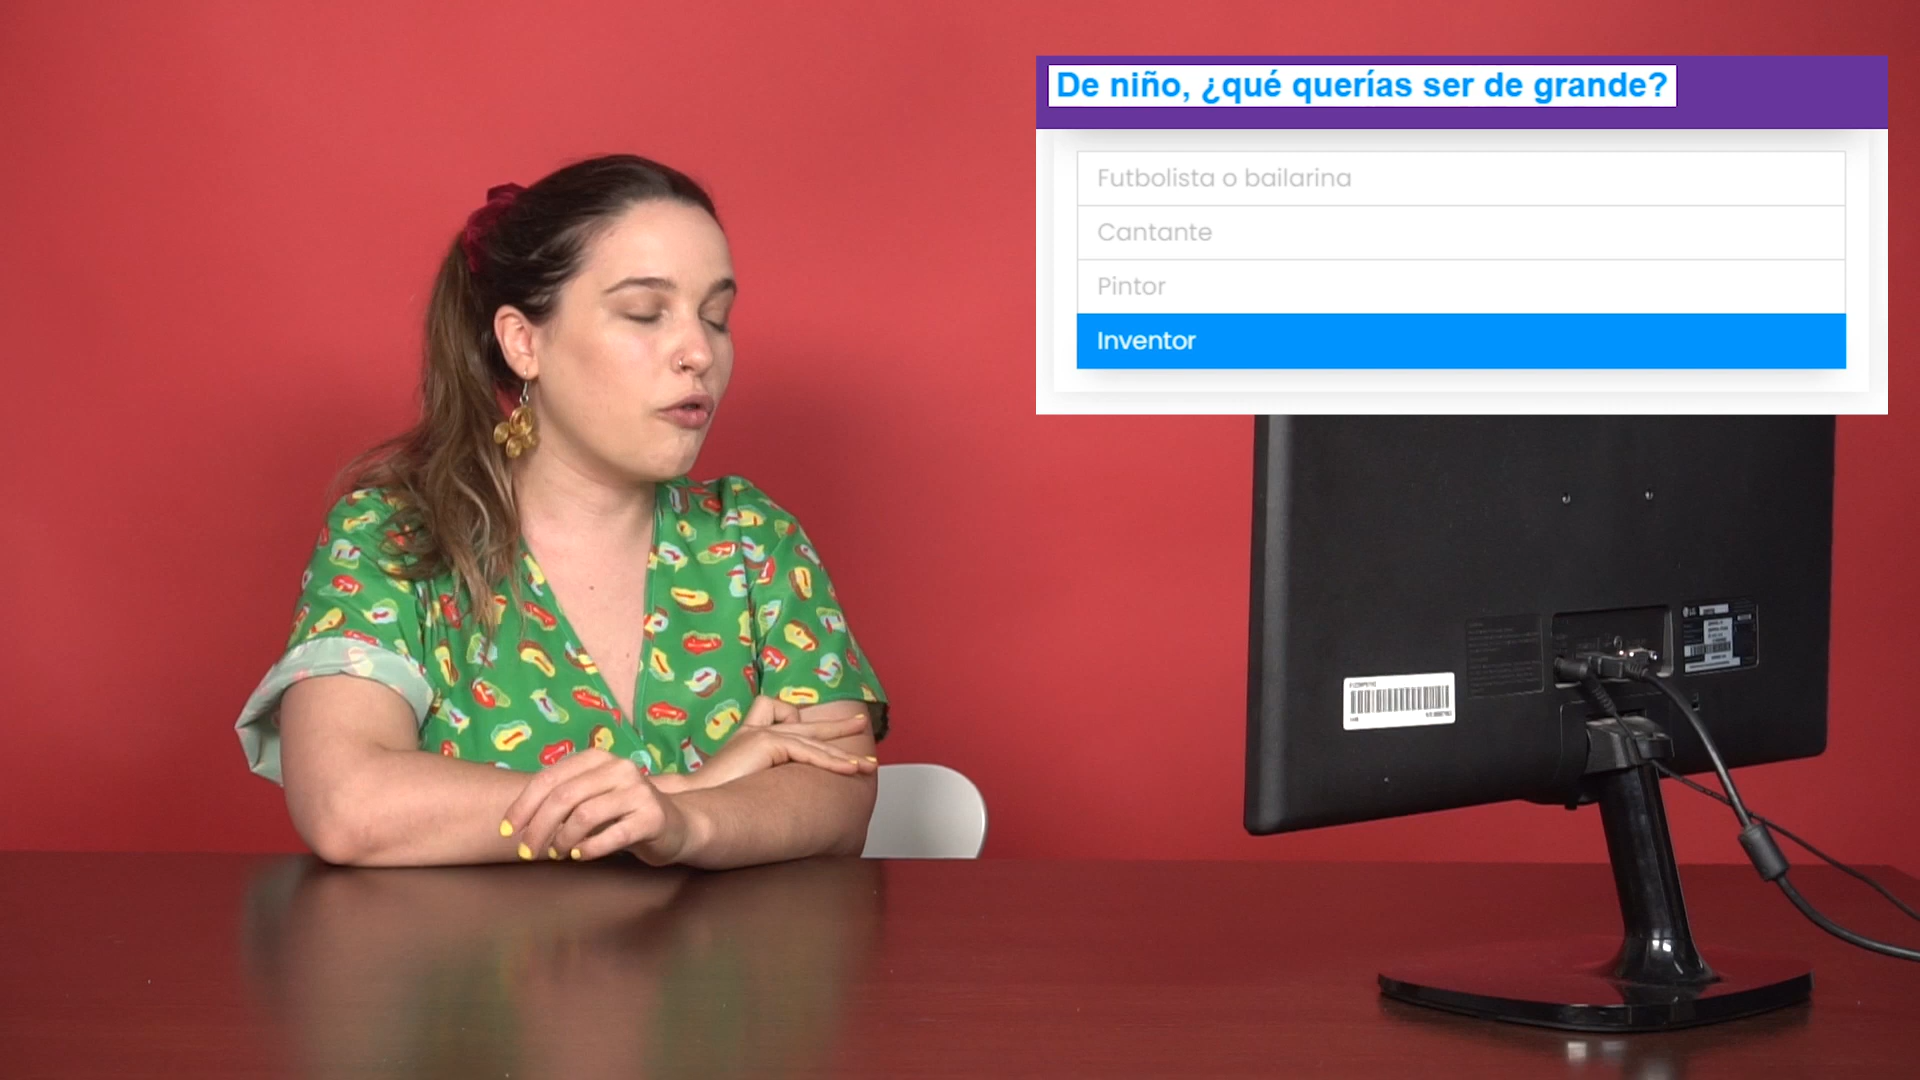 De niño, ¿qué querías ser de grande?
Futbolista o bailarina
Cantante
Pintor
Inventor